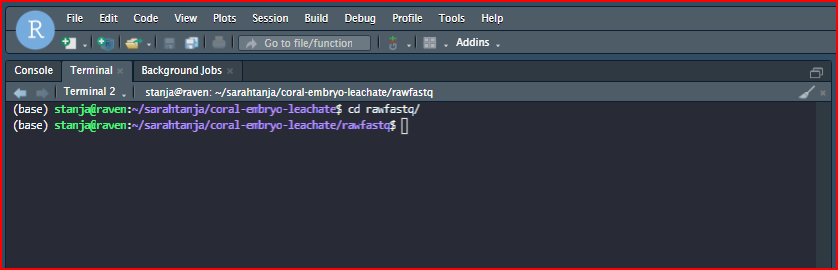 R File Edit Code View Plots Session Build Debug Profile Tools Help
Go to file/function Addins
Console Terminal Background Jobs
Terminal 2 stanja@raven: ~/sarahtanja/coral-embryo-leachate/rawfastq
(base) stanja@raven:~/sarahtanja/coral-embryo-leachate$ cd rawfastq/
(base) stanja@raven:~/sarahtanja/coral-embryo-leachate/rawfastq$